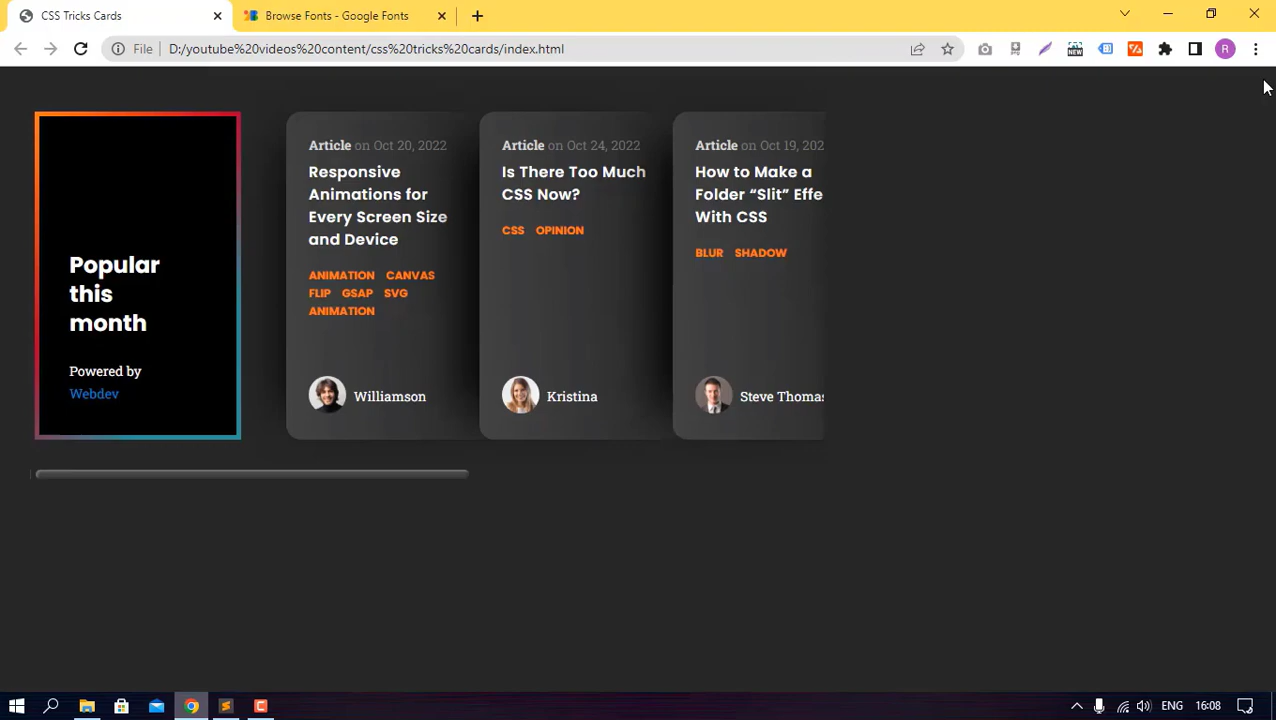 CSS Tricks Cards
Browse Fonts - Google Fonts
File
D:/youtube%20videos%20content/css%20tricks%20cards/index.html
NEW
R
Popular
this
month
Powered by
Webdev
Article on Oct 20, 2022
Responsive
Animations for
Every Screen Size
and Device
ANIMATION CANVAS
FLIP GSAP SVG
ANIMATION
Williamson
Article on Oct 24, 2022
Is There Too Much
CSS Now?
CSS OPINION
Kristina
Article on Oct 19, 202
How to Make a
Folder “Slit” Effe
With CSS
BLUR SHADOW
Steve Thomas
ENG
16:08